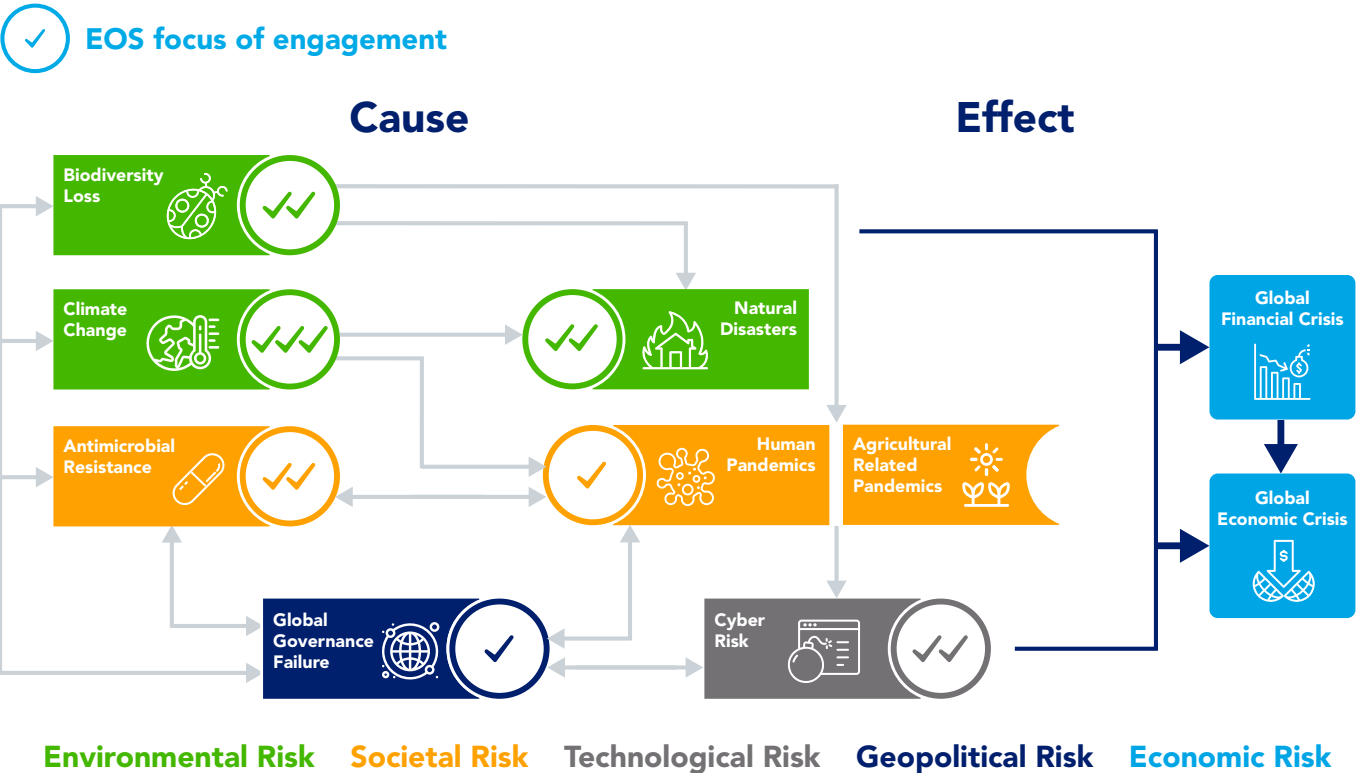 EOS focus of engagement
Cause
Effect
Biodiversity
Loss
Climate
Change
Natural
Disasters
Global
Financial Crisis
$
Antimicrobial
Resistance
Human
Pandemics
Agricultural
Related
Pandemics
Global
Economic Crisis
$
Global
Governance
Failure
Cyber
Risk
Environmental Risk
Societal Risk
Technological Risk
Geopolitical Risk
Economic Risk